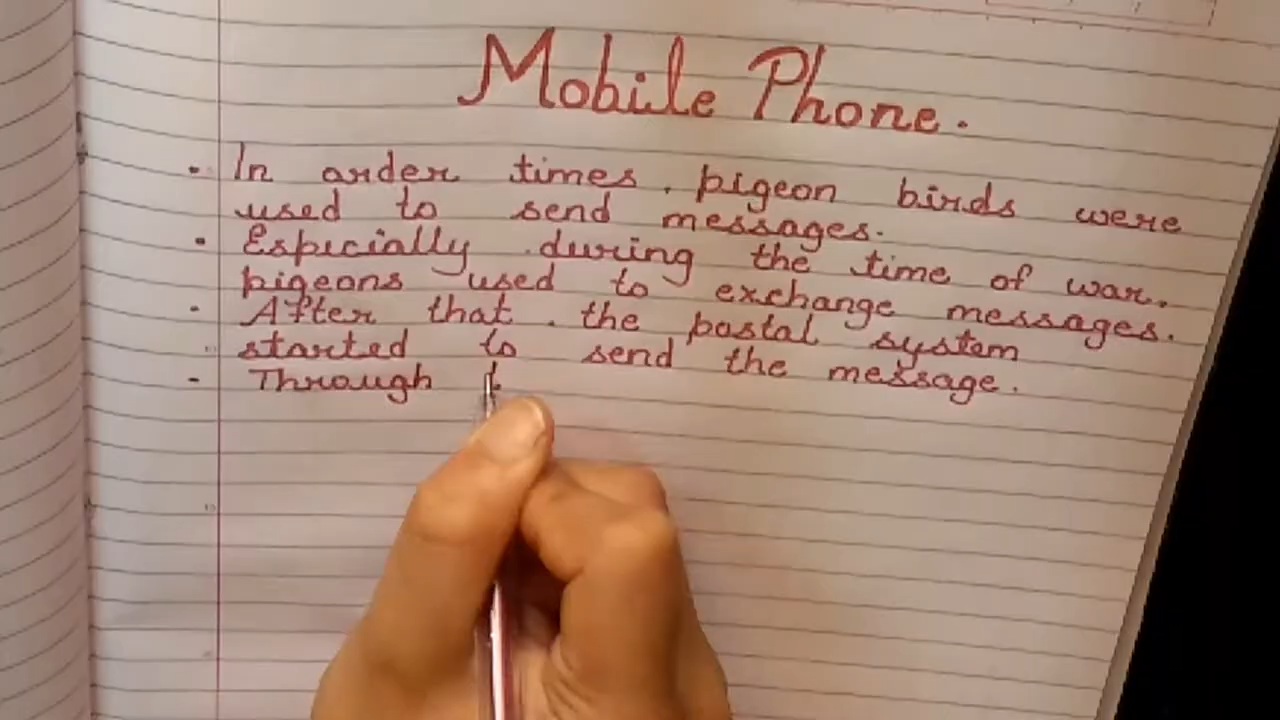 Mobile Phone.
- In arder times, pigeon birds were
used to send messages.
- Especially during the time of war,
pigeons used to exchange messages.
- After that, the postal system
started to send the message.
- Through t